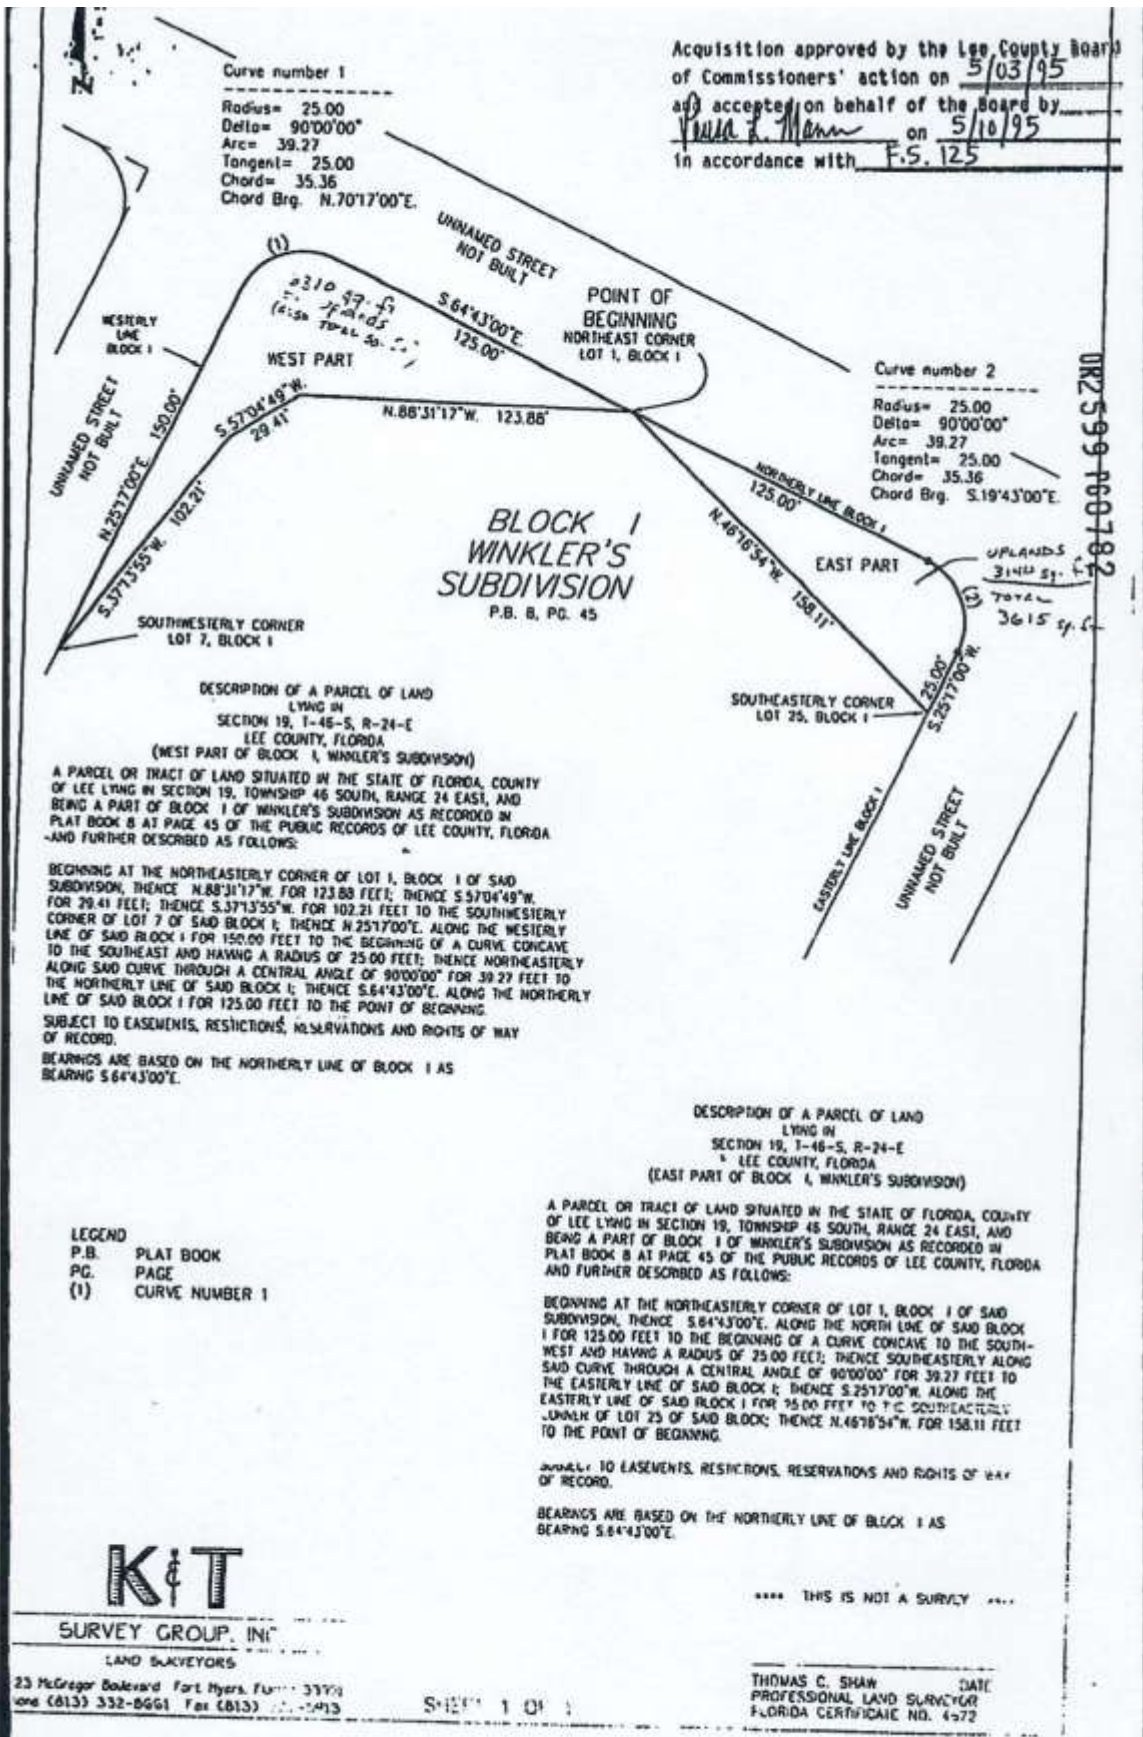 N
Acquisition approved by the Lee County Board
of Commissioners' action on 5/03/95
and accepted on behalf of the Board by
on 5/10/95
in accordance with F.S. 125
Curve number 1
Radius= 25.00
Delta= 90°00'00"
Arc= 39.27
Tangent= 25.00
Chord= 35.36
Chord Brg. N.70°17'00"E.
UNNAMED STREET
NOT BUILT
(1)
S.64°43'00"E.
125.00'
POINT OF
BEGINNING
NORTHEAST CORNER
LOT 1, BLOCK 1
WESTERLY
LINE
BLOCK 1
WEST PART
UNNAMED STREET
NOT BUILT
N.25°17'00"E. 150.00'
S.57°04'49"W.
29.41'
N.88°31'17"W. 123.88'
S.37°13'55"W. 102.21'
SOUTHWESTERLY CORNER
LOT 7, BLOCK 1
Curve number 2
Radius= 25.00
Delta= 90°00'00"
Arc= 39.27
Tangent= 25.00
Chord= 35.36
Chord Brg. S.19°43'00"E.
OR2599 PG0782
NORTHERLY LINE BLOCK 1
125.00'
N.46°16'54"W. 158.11'
BLOCK 1
WINKLER'S
SUBDIVISION
P.B. 8, PG. 45
EAST PART
UPLANDS
TOTAL
3615 sq. ft
(2)
25.00'
S.25°17'00"W.
SOUTHEASTERLY CORNER
LOT 25, BLOCK 1
EASTERLY LINE BLOCK 1
UNNAMED STREET
NOT BUILT
DESCRIPTION OF A PARCEL OF LAND
LYING IN
SECTION 19, T-46-S, R-24-E
LEE COUNTY, FLORIDA
(WEST PART OF BLOCK 1, WINKLER'S SUBDIVISION)
A PARCEL OR TRACT OF LAND SITUATED IN THE STATE OF FLORIDA, COUNTY
OF LEE LYING IN SECTION 19, TOWNSHIP 46 SOUTH, RANGE 24 EAST, AND
BEING A PART OF BLOCK 1 OF WINKLER'S SUBDIVISION AS RECORDED IN
PLAT BOOK 8 AT PAGE 45 OF THE PUBLIC RECORDS OF LEE COUNTY, FLORIDA
AND FURTHER DESCRIBED AS FOLLOWS:
BEGINNING AT THE NORTHEASTERLY CORNER OF LOT 1, BLOCK 1 OF SAID
SUBDIVISION, THENCE N.88°31'17"W. FOR 123.88 FEET; THENCE S.57°04'49"W.
FOR 29.41 FEET; THENCE S.37°13'55"W. FOR 102.21 FEET TO THE SOUTHWESTERLY
CORNER OF LOT 7 OF SAID BLOCK 1; THENCE N.25°17'00"E. ALONG THE WESTERLY
LINE OF SAID BLOCK 1 FOR 150.00 FEET TO THE BEGINNING OF A CURVE CONCAVE
TO THE SOUTHEAST AND HAVING A RADIUS OF 25.00 FEET; THENCE NORTHEASTERLY
ALONG SAID CURVE THROUGH A CENTRAL ANGLE OF 90°00'00" FOR 39.27 FEET TO
THE NORTHERLY LINE OF SAID BLOCK 1; THENCE S.64°43'00"E. ALONG THE NORTHERLY
LINE OF SAID BLOCK 1 FOR 125.00 FEET TO THE POINT OF BEGINNING.
SUBJECT TO EASEMENTS, RESTICTIONS, RESERVATIONS AND RIGHTS OF WAY
OF RECORD.
BEARINGS ARE BASED ON THE NORTHERLY LINE OF BLOCK 1 AS
BEARING S.64°43'00"E.
DESCRIPTION OF A PARCEL OF LAND
LYING IN
SECTION 19, T-46-S, R-24-E
LEE COUNTY, FLORIDA
(EAST PART OF BLOCK 1, WINKLER'S SUBDIVISION)
A PARCEL OR TRACT OF LAND SITUATED IN THE STATE OF FLORIDA, COUNTY
OF LEE LYING IN SECTION 19, TOWNSHIP 46 SOUTH, RANGE 24 EAST, AND
BEING A PART OF BLOCK 1 OF WINKLER'S SUBDIVISION AS RECORDED IN
PLAT BOOK 8 AT PAGE 45 OF THE PUBLIC RECORDS OF LEE COUNTY, FLORIDA
AND FURTHER DESCRIBED AS FOLLOWS:
BEGINNING AT THE NORTHEASTERLY CORNER OF LOT 1, BLOCK 1 OF SAID
SUBDIVISION, THENCE S.64°43'00"E. ALONG THE NORTH LINE OF SAID BLOCK
1 FOR 125.00 FEET TO THE BEGINNING OF A CURVE CONCAVE TO THE SOUTH-
WEST AND HAVING A RADIUS OF 25.00 FEET; THENCE SOUTHEASTERLY ALONG
SAID CURVE THROUGH A CENTRAL ANGLE OF 90°00'00" FOR 39.27 FEET TO
THE EASTERLY LINE OF SAID BLOCK 1; THENCE S.25°17'00"W. ALONG THE
EASTERLY LINE OF SAID BLOCK 1 FOR 25.00 FEET TO THE SOUTHEASTERLY
CORNER OF LOT 25 OF SAID BLOCK; THENCE N.46°16'54"W. FOR 158.11 FEET
TO THE POINT OF BEGINNING.
SUBJECT TO EASEMENTS, RESTICTIONS, RESERVATIONS AND RIGHTS OF WAY
OF RECORD.
BEARINGS ARE BASED ON THE NORTHERLY LINE OF BLOCK 1 AS
BEARING S.64°43'00"E.
LEGEND
P.B. PLAT BOOK
PG. PAGE
(1) CURVE NUMBER 1
K&T
SURVEY GROUP, INC
LAND SURVEYORS
23 McGregor Boulevard Fort Myers,
(813) 332-8661 Fax (813)
SHEET 1 OF 1
**** THIS IS NOT A SURVEY ****
THOMAS C. SHAW DATE
PROFESSIONAL LAND SURVEYOR
FLORIDA CERTIFICATE NO. 4672